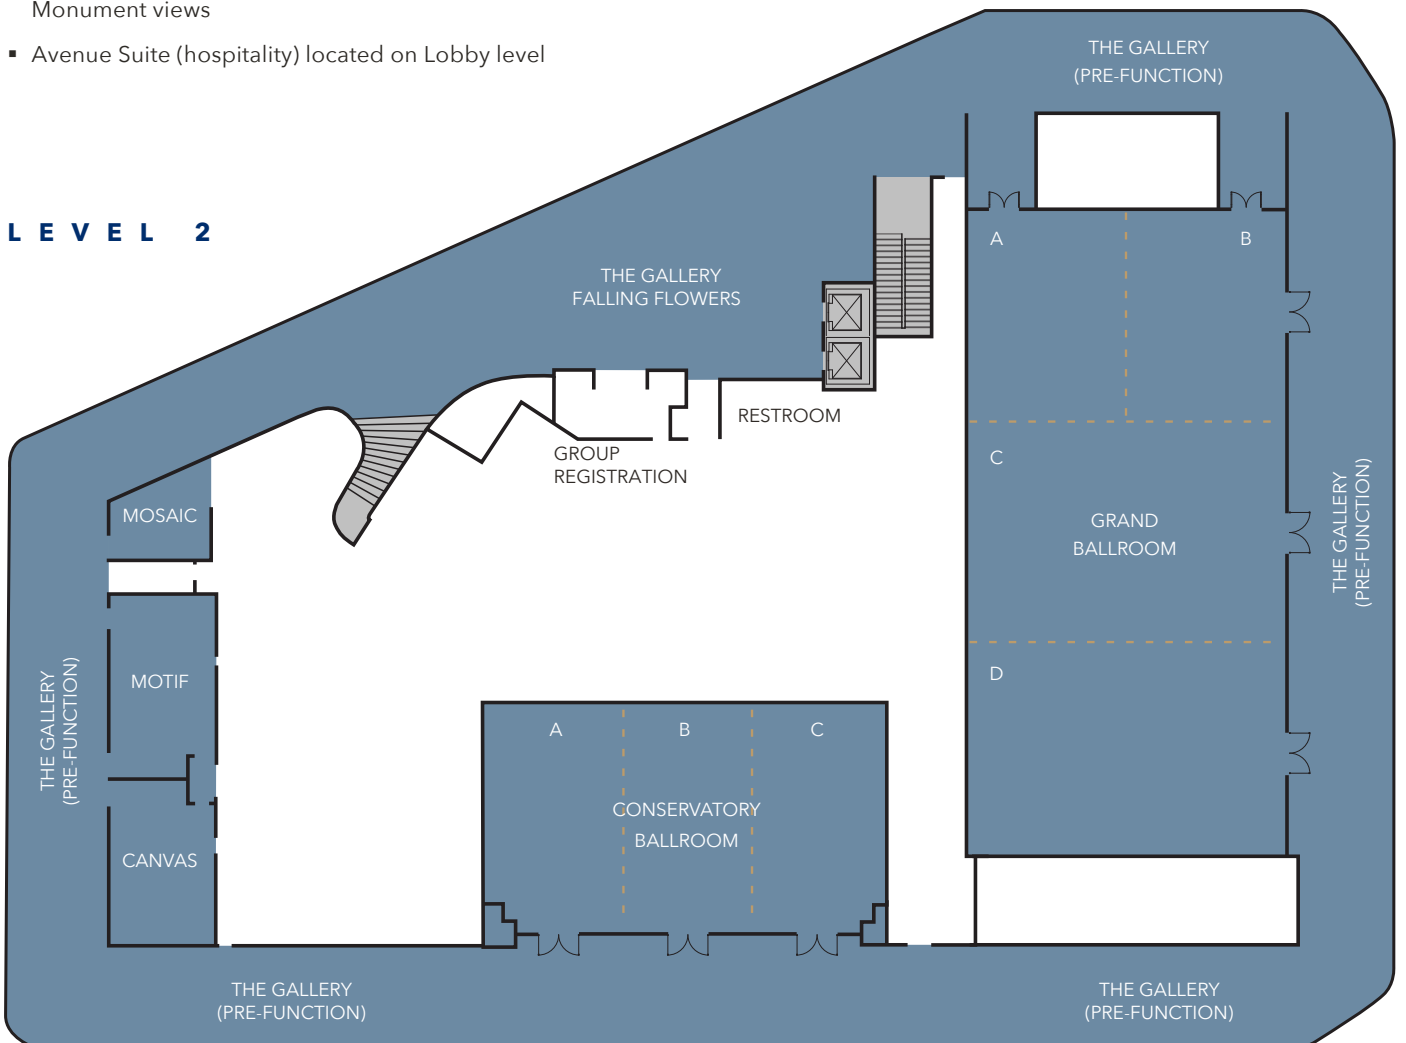 Monument views
▪ Avenue Suite (hospitality) located on Lobby level
LEVEL 2
THE GALLERY
(PRE-FUNCTION)
THE GALLERY
FALLING FLOWERS
A
B
RESTROOM
GROUP
REGISTRATION
C
MOSAIC
GRAND
BALLROOM
THE GALLERY
(PRE-FUNCTION)
D
MOTIF
THE GALLERY
(PRE-FUNCTION)
A
B
C
CONSERVATORY
BALLROOM
CANVAS
THE GALLERY
(PRE-FUNCTION)
THE GALLERY
(PRE-FUNCTION)